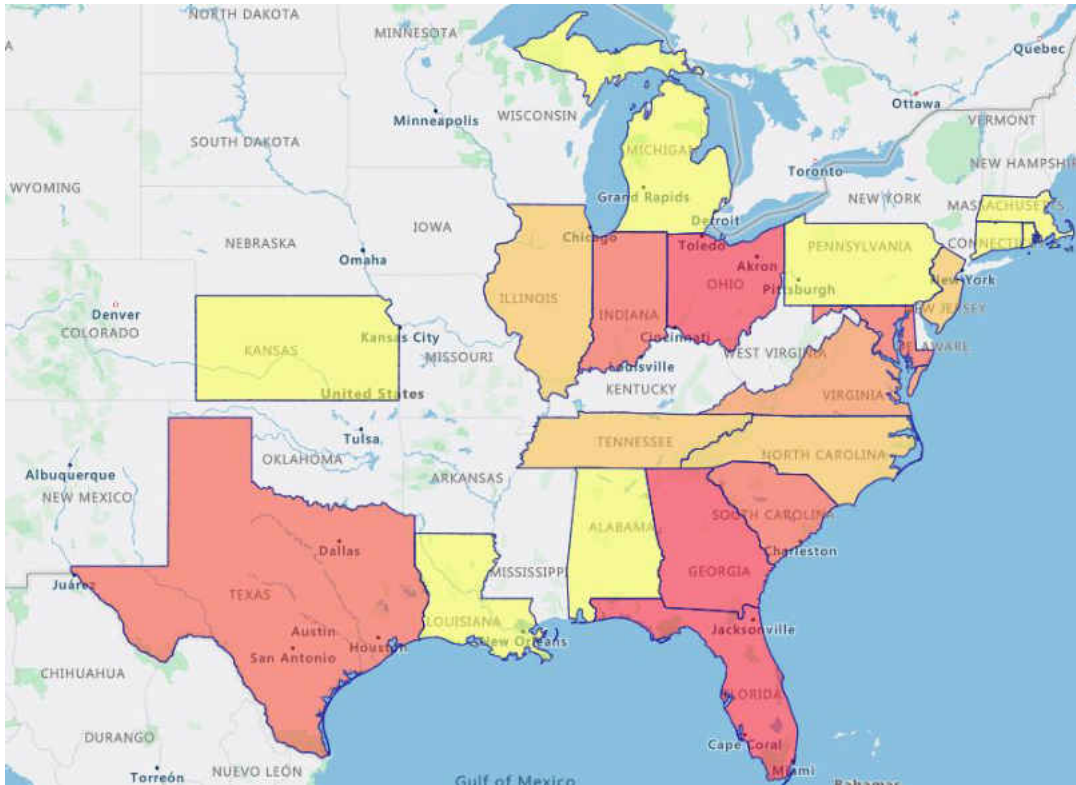 NORTH DAKOTA
MINNESOTA
Quebec
Ottawa
Minneapolis
WISCONSIN
VERMONT
SOUTH DAKOTA
MICHIGAN
Toronto
NEW HAMPSHIR
WYOMING
Grand Rapids
NEW YORK
MASSACHUSETTS
Detroit
IOWA
Chicago
Toledo
PENNSYLVANIA
CONNECTI
NEBRASKA
Omaha
Akron
New York
OHIO
Pittsburgh
ILLINOIS
Denver
INDIANA
W JERSEY
COLORADO
Kansas City
Cincinnati
ELAWARE
KANSAS
MISSOURI
WEST VIRGINIA
Louisville
KENTUCKY
VIRGINIA
United States
Tulsa
TENNESSEE
NORTH CAROLINA
OKLAHOMA
Albuquerque
ARKANSAS
NEW MEXICO
SOUTH CAROLINA
ALABAMA
Dallas
Charleston
MISSISSIPPI
GEORGIA
Juárez
TEXAS
LOUISIANA
Jacksonville
Austin
New Orleans
Houston
San Antonio
CHIHUAHUA
FLORIDA
DURANGO
Cape Coral
Miami
Torreón
NUEVO LEÓN
Gulf of Mexico
Bahamas